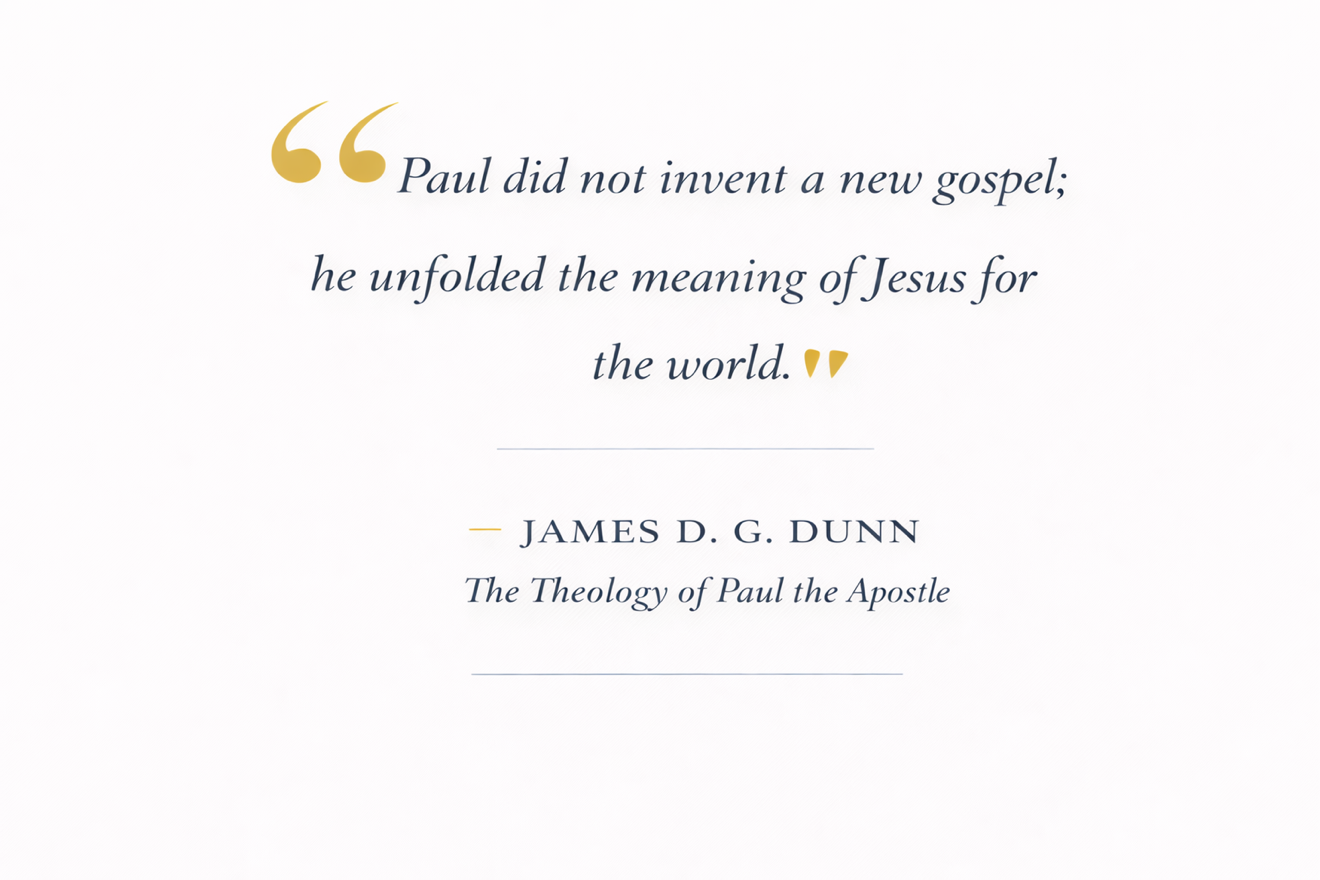 “Paul did not invent a new gospel;
he unfolded the meaning of Jesus for
the world."
— JAMES D. G. DUNN
The Theology of Paul the Apostle